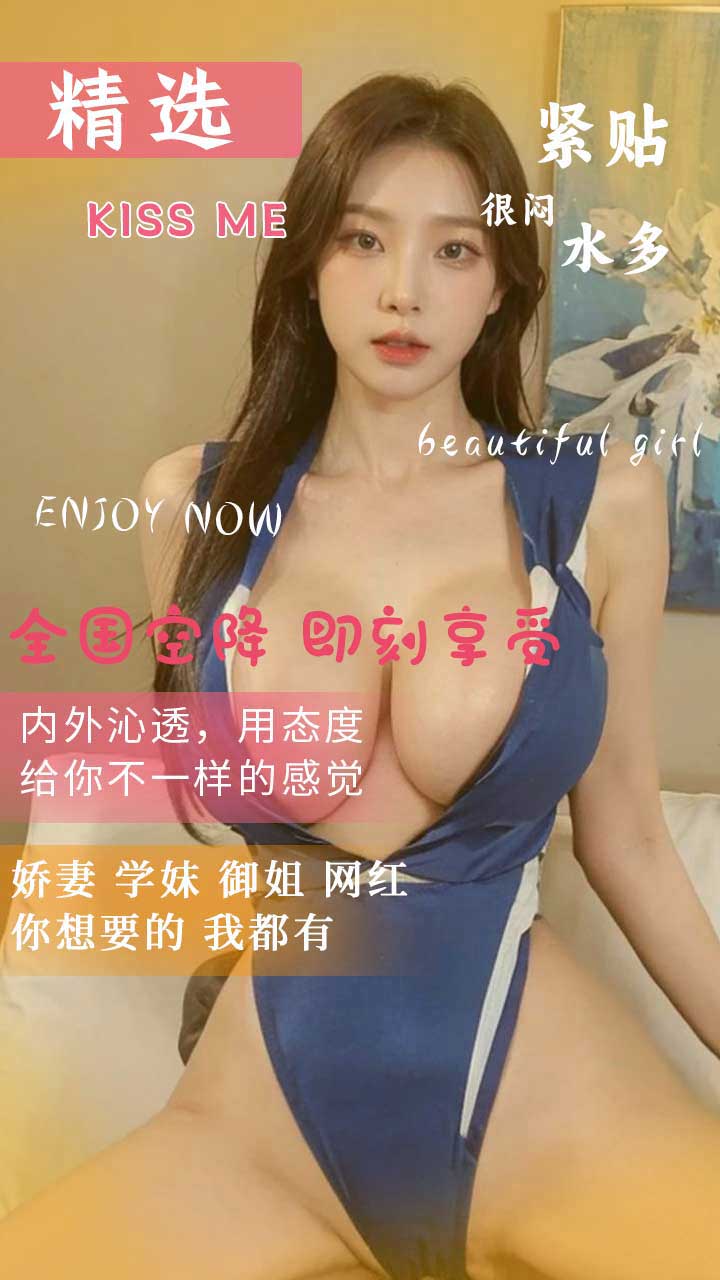 精选
紧贴
KISS ME
很闷
水多
beautiful girl
ENJOY NOW
全国空降 即刻享受
内外沁透，用态度
给你不一样的感觉
娇妻 学妹 御姐 网红
你想要的 我都有